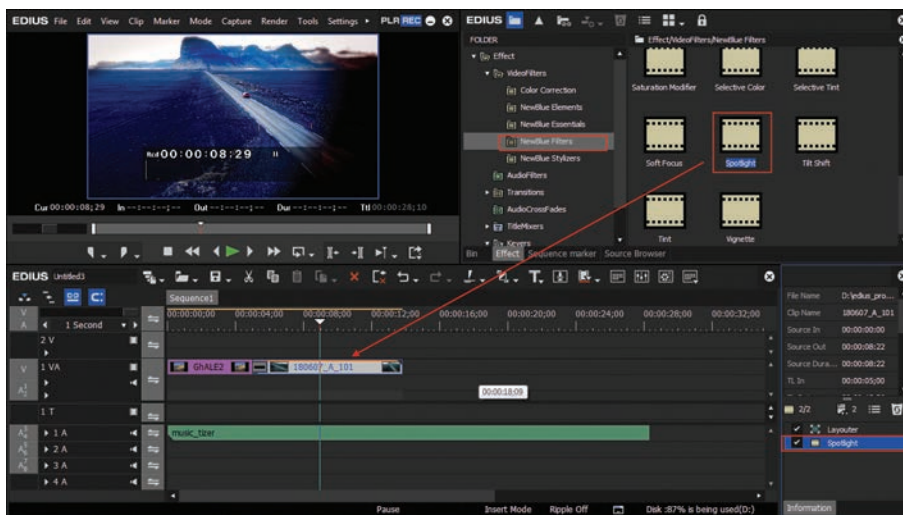 EDIUS File Edit View Clip Marker Mode Capture Render Tools Settings PLR REC
Rec 00:00:08;29 II
Cur 00:00:08;29 In --:--:--;-- Out --:--:--;-- Dur --:--:--;-- Ttl 00:00:28;10
EDIUS
FOLDER
Effect/VideoFilters/NewBlue Filters
Effect
VideoFilters
Color Correction
NewBlue Elements
NewBlue Essentials
NewBlue Filters
NewBlue Stylizers
AudioFilters
Transitions
AudioCrossFades
TitleMixers
Keyers
Saturation Modifier Selective Color Selective Tint
Soft Focus Spotlight Tilt Shift
Tint Vignette
Bin Effect Sequence marker Source Browser
EDIUS Untitled3
Sequence1
V
A
1 Second
00:00:00;00 00:00:04;00 00:00:08;00 00:00:12;00 00:00:16;00 00:00:20;00 00:00:24;00 00:00:28;00 00:00:32;00
2 V
V 1 VA
GhALE2 180607_A_101
00:00:18;09
1 T
1 A music_tizer
2 A
3 A
4 A
Pause Insert Mode Ripple Off Disk :87% is being used(D:)
File Name D:\edius_pro...
Clip Name 180607_A_101
Source In 00:00:00:00
Source Out 00:00:08:22
Source Dura... 00:00:08:22
TL In 00:00:05;00
2/2 2
Layouter
Spotlight
Information